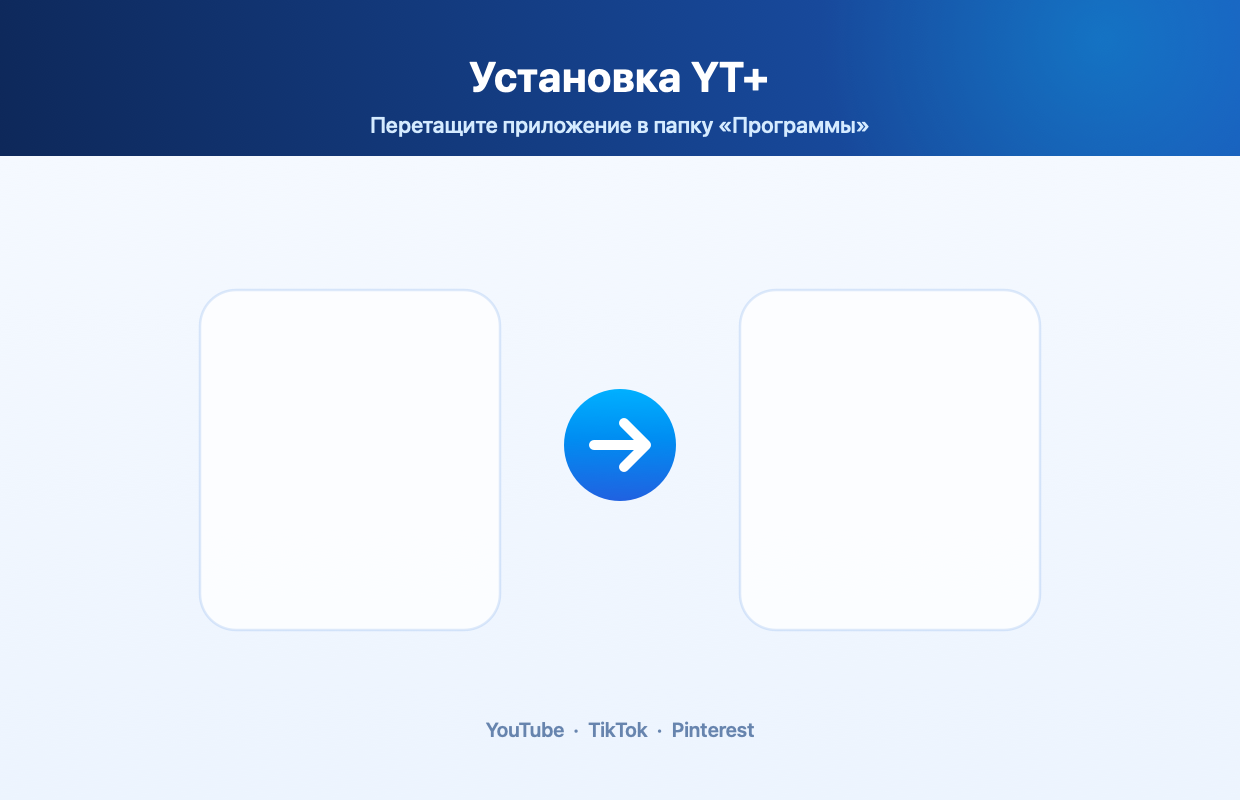 Установка YT+
Перетащите приложение в папку «Программы»
YouTube · TikTok · Pinterest